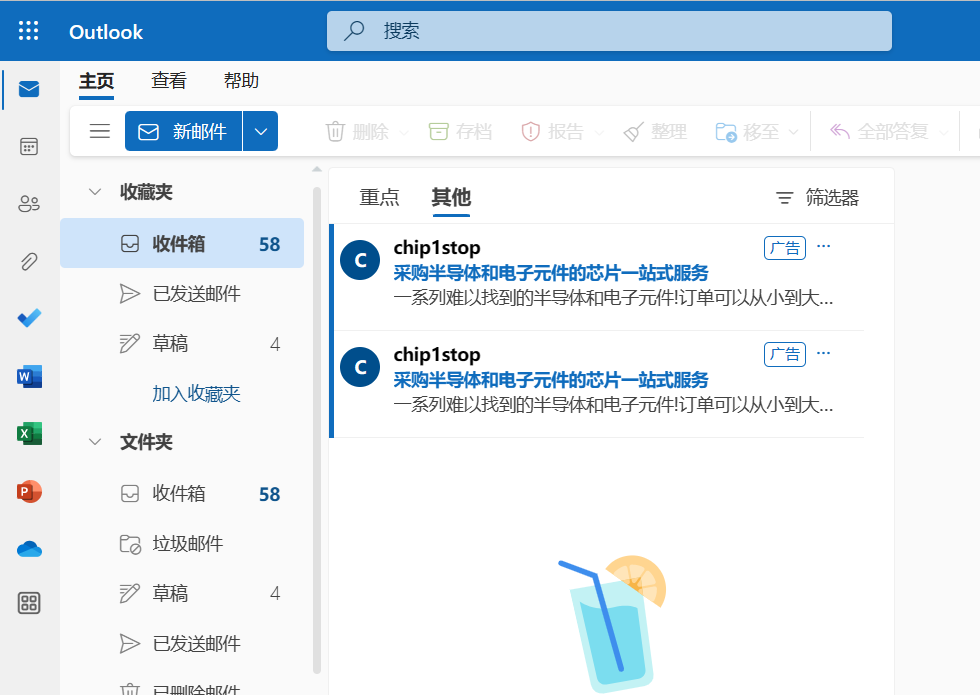 Outlook
搜索
主页 查看 帮助
新邮件 删除 存档 报告 整理 移至 全部答复
收藏夹
收件箱 58
已发送邮件
草稿 4
加入收藏夹
文件夹
收件箱 58
垃圾邮件
草稿 4
已发送邮件
已删除邮件
重点 其他 筛选器
C
chip1stop 广告 ...
采购半导体和电子元件的芯片一站式服务
一系列难以找到的半导体和电子元件!订单可以从小到大...
C
chip1stop 广告 ...
采购半导体和电子元件的芯片一站式服务
一系列难以找到的半导体和电子元件!订单可以从小到大...
W
X
P